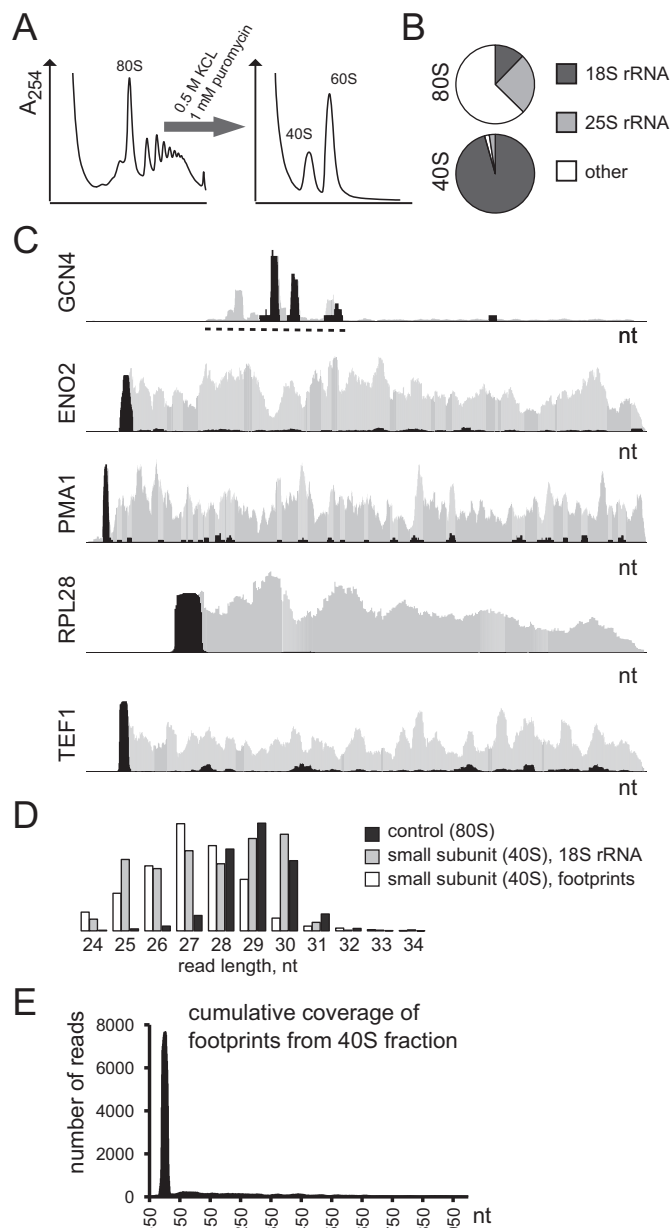 A
A254
80S
0.5 M KCL
1 mM puromycin
40S
60S
B
80S
40S
18S rRNA
25S rRNA
other
C
GCN4
nt
ENO2
nt
PMA1
nt
RPL28
nt
TEF1
nt
D
control (80S)
small subunit (40S), 18S rRNA
small subunit (40S), footprints
24 25 26 27 28 29 30 31 32 33 34
read length, nt
E
cumulative coverage of
footprints from 40S fraction
number of reads
8000
6000
4000
2000
0
nt